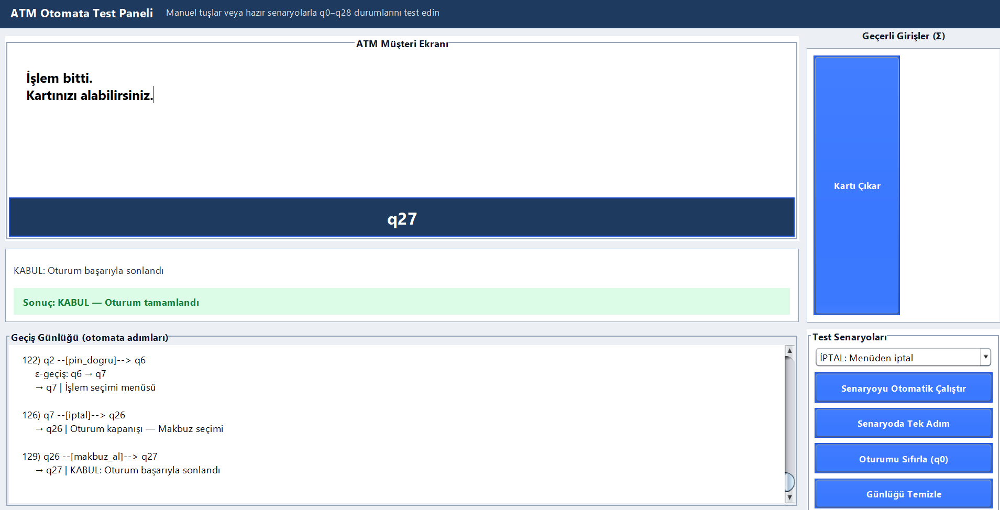 ATM Otomata Test Paneli
Manuel tuşlar veya hazır senaryolarla q0–q28 durumlarını test edin
ATM Müşteri Ekranı
İşlem bitti.
Kartınızı alabilirsiniz.
q27
KABUL: Oturum başarıyla sonlandı
Sonuç: KABUL — Oturum tamamlandı
Geçiş Günlüğü (otomata adımları)
122) q2 --[pin_dogru]--> q6
ε-geçiş: q6 → q7
→ q7 | İşlem seçimi menüsü
126) q7 --[iptal]--> q26
→ q26 | Oturum kapanışı — Makbuz seçimi
129) q26 --[makbuz_al]--> q27
→ q27 | KABUL: Oturum başarıyla sonlandı
Geçerli Girişler (Σ)
Kartı Çıkar
Test Senaryoları
İPTAL: Menüden iptal
Senaryoyu Otomatik Çalıştır
Senaryoda Tek Adım
Oturumu Sıfırla (q0)
Günlüğü Temizle